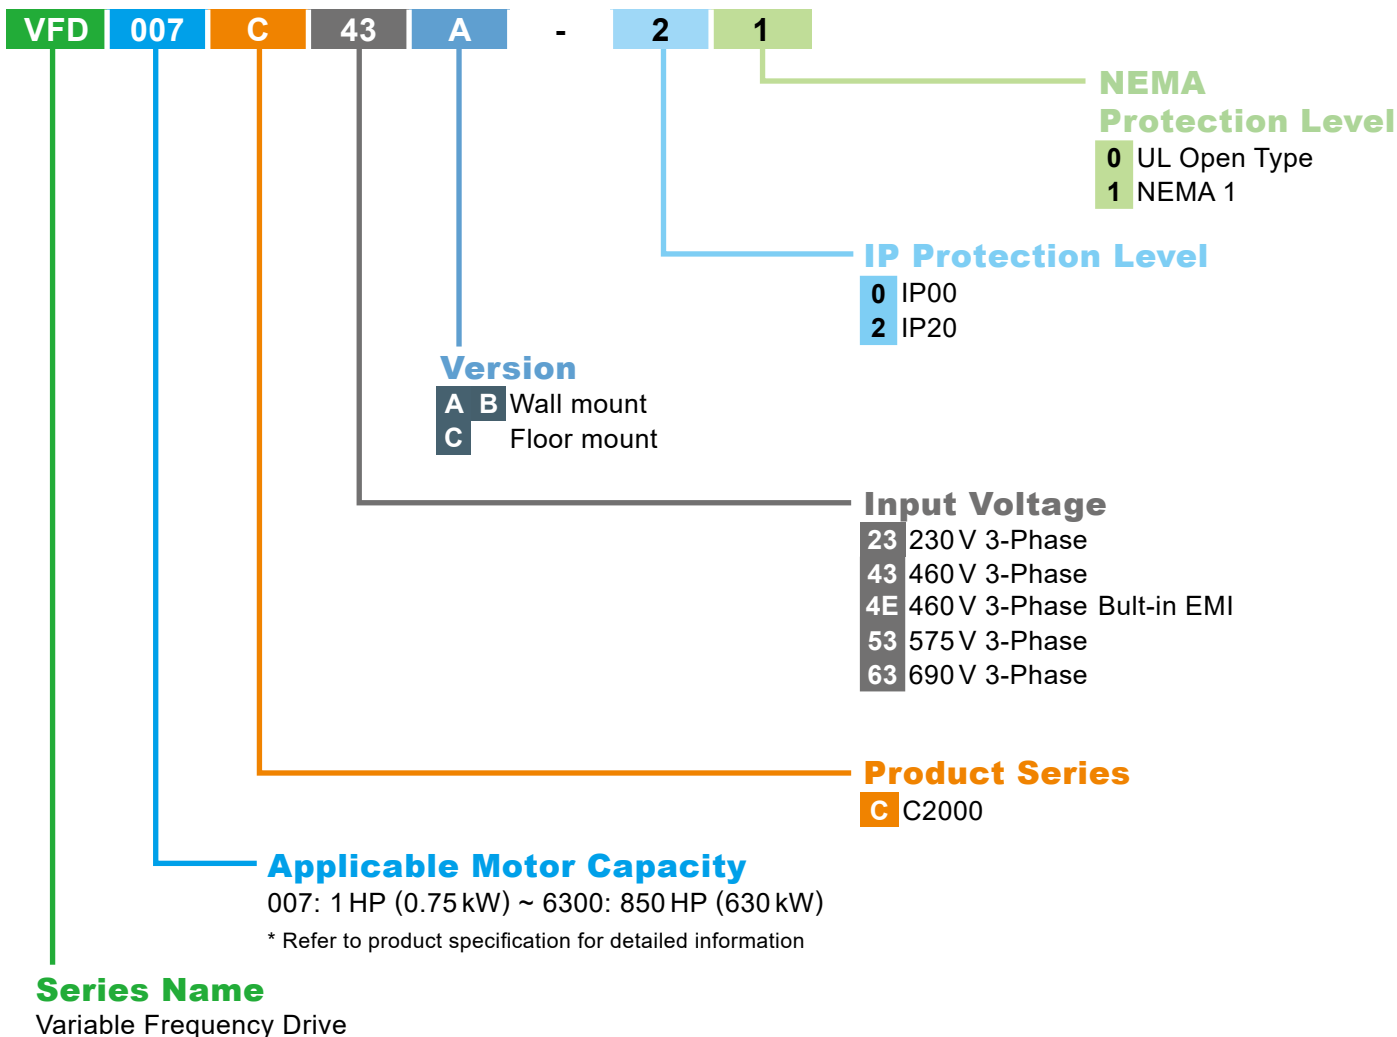 VFD 007 C 43 A - 2 1
NEMA
Protection Level
0 UL Open Type
1 NEMA 1
IP Protection Level
0 IP00
2 IP20
Version
A B Wall mount
C Floor mount
Input Voltage
23 230 V 3-Phase
43 460 V 3-Phase
4E 460 V 3-Phase Bult-in EMI
53 575 V 3-Phase
63 690 V 3-Phase
Product Series
C C2000
Applicable Motor Capacity
007: 1 HP (0.75 kW) ~ 6300: 850 HP (630 kW)
* Refer to product specification for detailed information
Series Name
Variable Frequency Drive